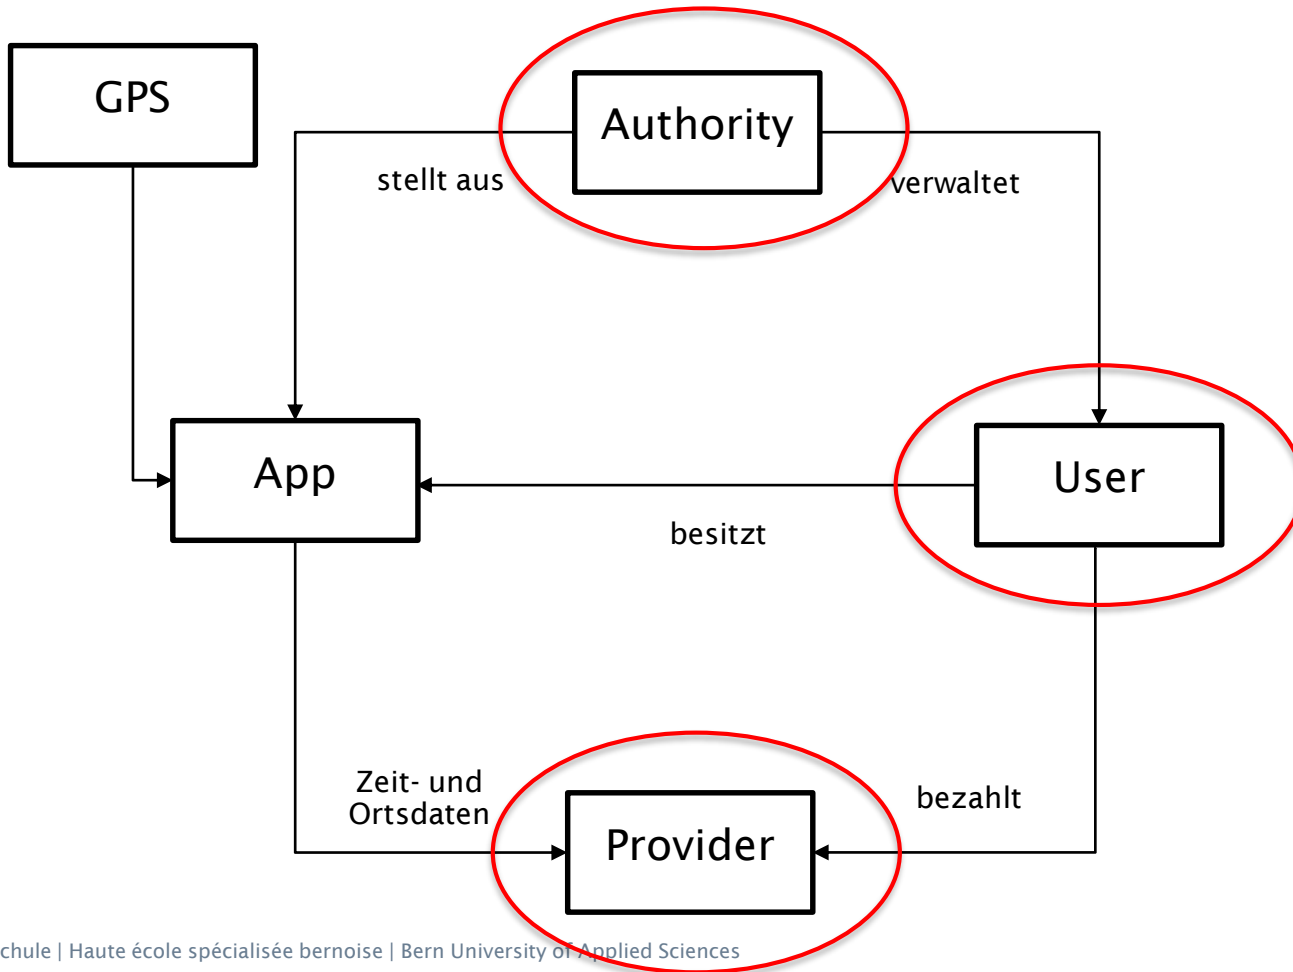 GPS
Authority
stellt aus
verwaltet
App
User
besitzt
Zeit- und
Ortsdaten
bezahlt
Provider
chule | Haute école spécialisée bernoise | Bern University of Applied Sciences